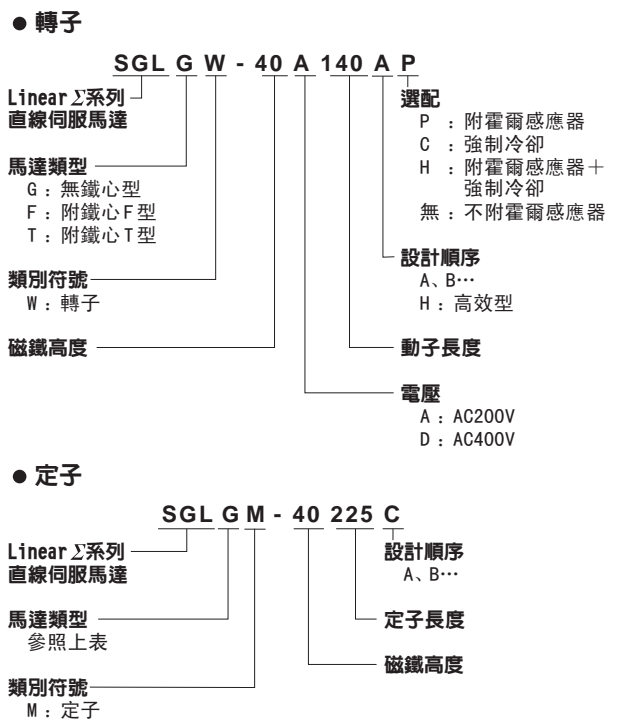 ● 轉子
SGL G W - 40 A 140 A P
Linear Σ系列
直線伺服馬達
馬達類型
G：無鐵心型
F：附鐵心F型
T：附鐵心T型
類別符號
W：轉子
磁鐵高度
選配
P ：附霍爾感應器
C ：強制冷卻
H ：附霍爾感應器＋
強制冷卻
無：不附霍爾感應器
設計順序
A、B…
H：高效型
動子長度
電壓
A：AC200V
D：AC400V
● 定子
SGL G M - 40 225 C
Linear Σ系列
直線伺服馬達
馬達類型
參照上表
類別符號
M：定子
設計順序
A、B…
定子長度
磁鐵高度